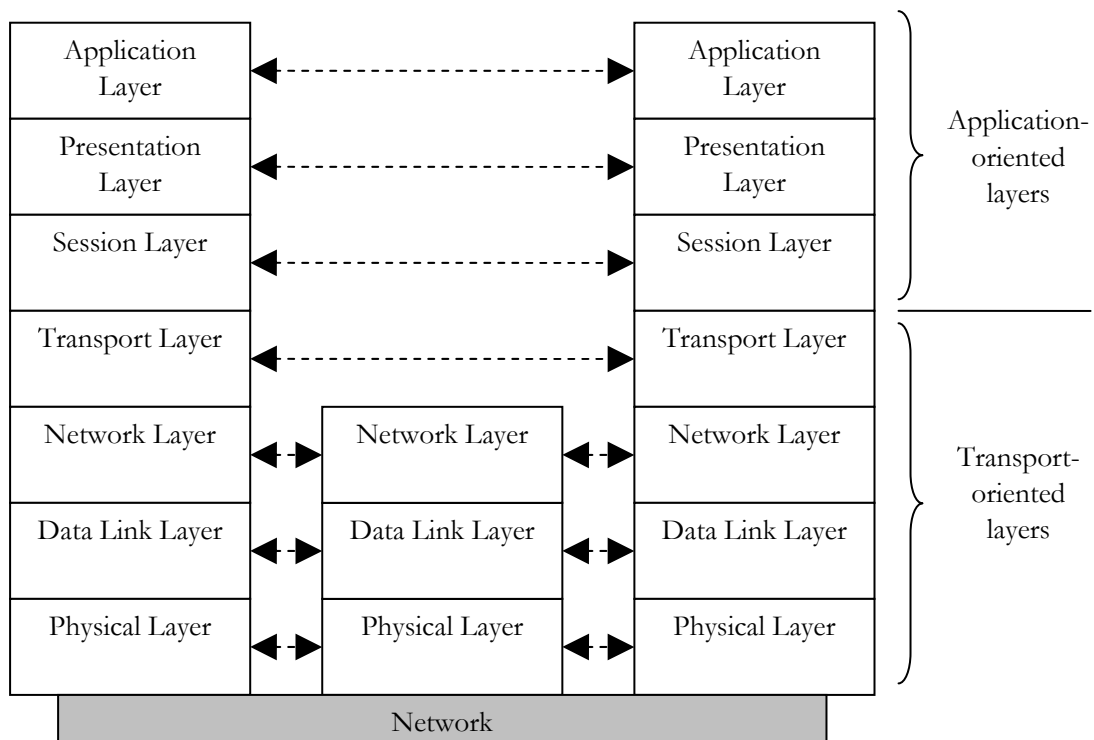 Application
Layer
Application
Layer
Presentation
Layer
Presentation
Layer
Application-
oriented
layers
Session Layer
Session Layer
Transport Layer
Transport Layer
Network Layer
Network Layer
Network Layer
Transport-
oriented
layers
Data Link Layer
Data Link Layer
Data Link Layer
Physical Layer
Physical Layer
Physical Layer
Network